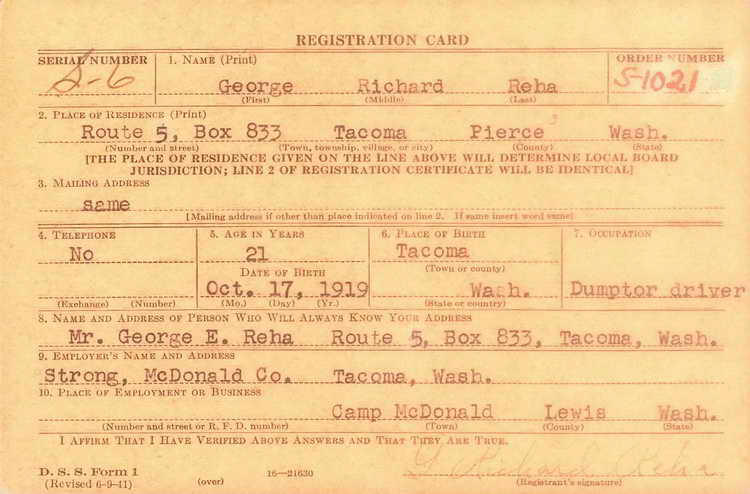 REGISTRATION CARD
SERIAL NUMBER 1. NAME (Print) ORDER NUMBER
S-6 George Richard Reha S-1021
(First) (Middle) (Last)
2. PLACE OF RESIDENCE (Print)
Route 5, Box 833 Tacoma Pierce 3 Wash.
(Number and street) (Town, township, village, or city) (County) (State)
[THE PLACE OF RESIDENCE GIVEN ON THE LINE ABOVE WILL DETERMINE LOCAL BOARD
JURISDICTION; LINE 2 OF REGISTRATION CERTIFICATE WILL BE IDENTICAL]
3. MAILING ADDRESS
same
[Mailing address if other than place indicated on line 2. If same insert word same]
4. TELEPHONE 5. AGE IN YEARS 6. PLACE OF BIRTH 7. OCCUPATION
No 21 Tacoma
DATE OF BIRTH (Town or county)
Oct. 17, 1919 Wash. Dumptor driver
(Exchange) (Number) (Mo.) (Day) (Yr.) (State or country)
8. NAME AND ADDRESS OF PERSON WHO WILL ALWAYS KNOW YOUR ADDRESS
Mr. George E. Reha Route 5, Box 833, Tacoma, Wash.
9. EMPLOYER'S NAME AND ADDRESS
Strong, McDonald Co. Tacoma, Wash.
10. PLACE OF EMPLOYMENT OR BUSINESS
Camp McDonald Lewis Wash.
(Number and street or R. F. D. number) (Town) (County) (State)
I AFFIRM THAT I HAVE VERIFIED ABOVE ANSWERS AND THAT THEY ARE TRUE.
G Richard Reha
D. S. S. Form 1
(Revised 6-9-41) (over) 16—21630 (Registrant's signature)